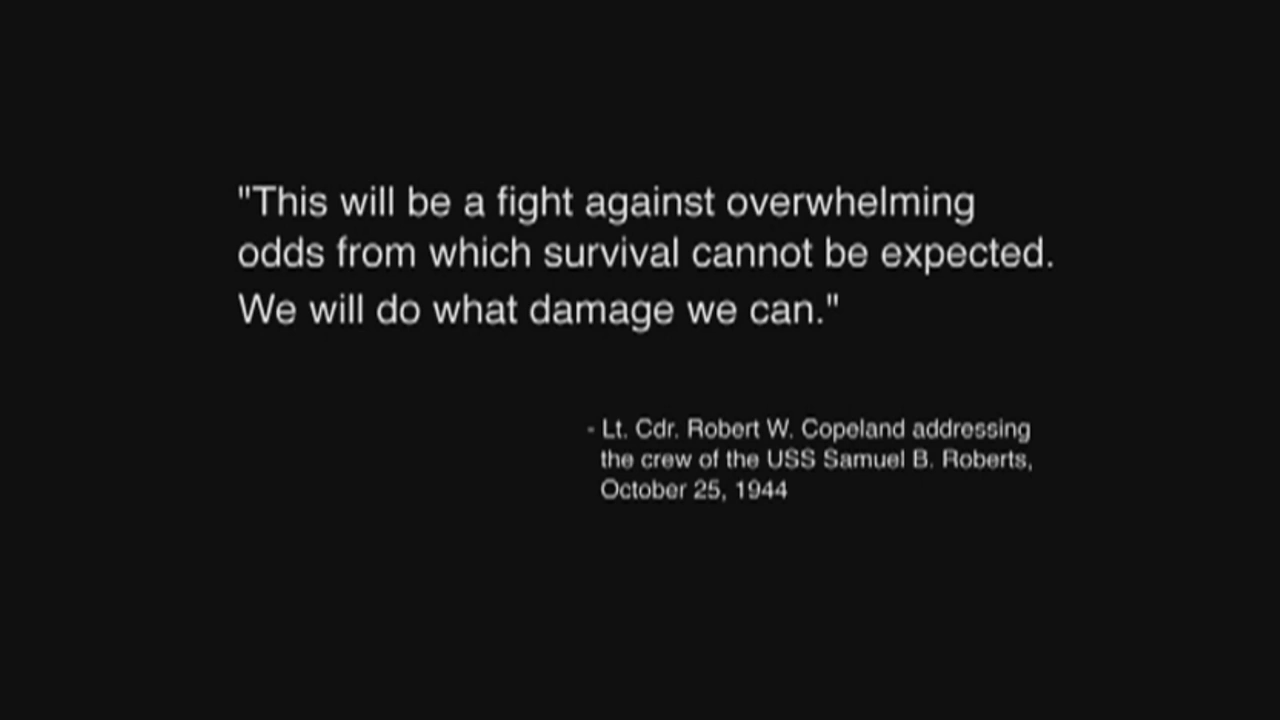 "This will be a fight against overwhelming
odds from which survival cannot be expected.
We will do what damage we can."
- Lt. Cdr. Robert W. Copeland addressing
the crew of the USS Samuel B. Roberts,
October 25, 1944